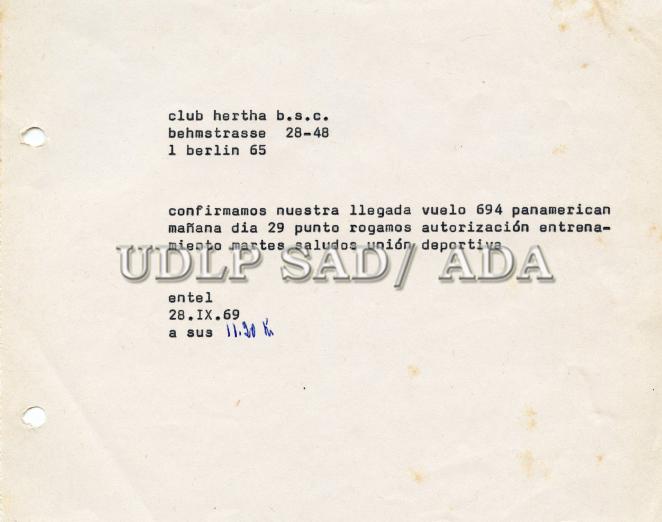 club hertha b.s.c.
behmstrasse 28-48
1 berlin 65
confirmamos nuestra llegada vuelo 694 panamerican
mañana dia 29 punto rogamos autorización entrena-
miento martes saludos unión deportiva
UDLP SAD/ ADA
entel
28.IX.69
a sus 11.20 h.